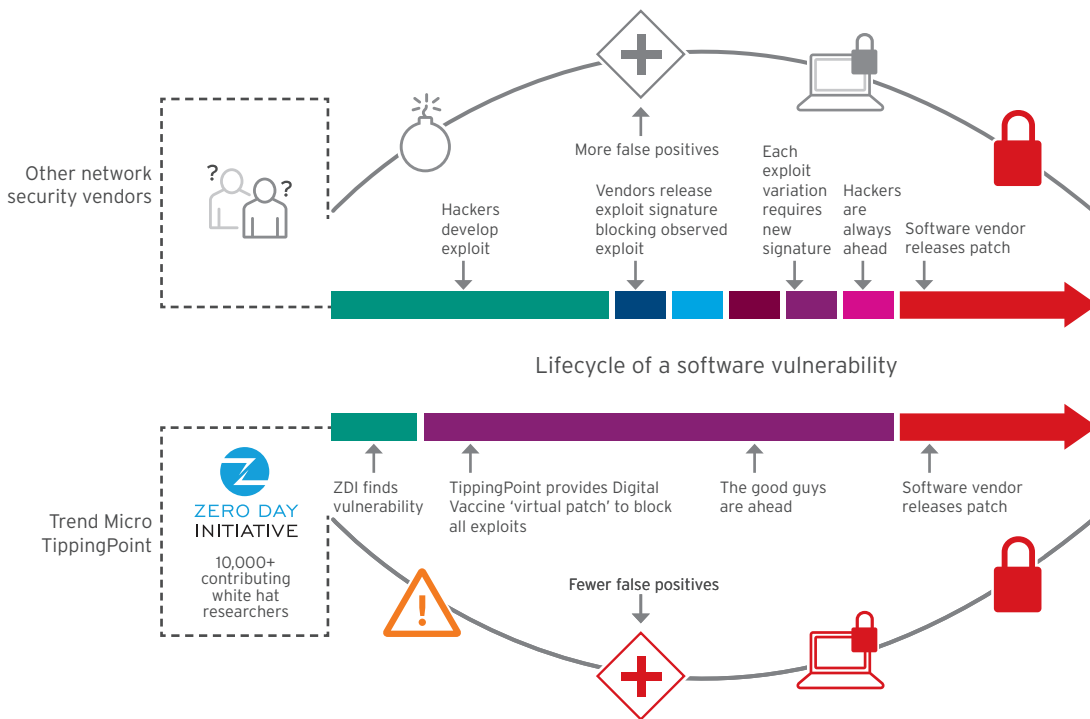 Other network
security vendors
?
?
More false positives
Hackers
develop
exploit
Vendors release
exploit signature
blocking observed
exploit
Each
exploit
variation
requires
new
signature
Hackers
are
always
ahead
Software vendor
releases patch
Lifecycle of a software vulnerability
Trend Micro
TippingPoint
ZERO DAY
INITIATIVE
10,000+
contributing
white hat
researchers
ZDI finds
vulnerability
TippingPoint provides Digital
Vaccine ‘virtual patch’ to block
all exploits
The good guys
are ahead
Software vendor
releases patch
Fewer false positives
!